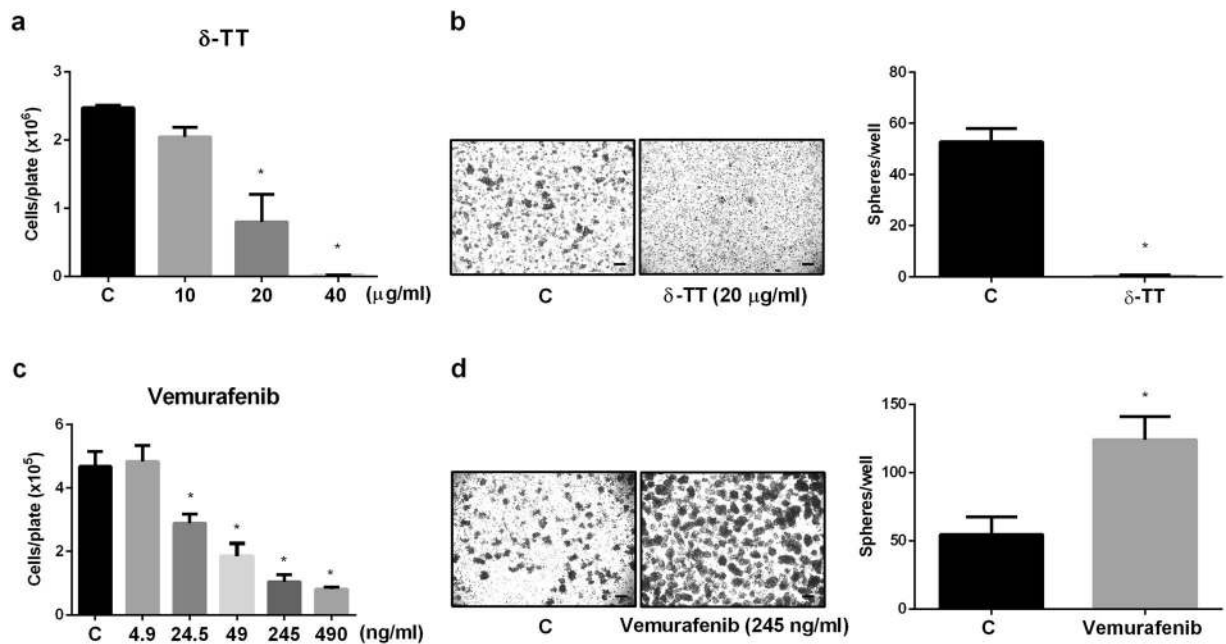 a
δ-TT
Cells/plate (x10⁶)
3
2
1
0
*
*
C 10 20 40 (μg/ml)
b
C
δ-TT (20 μg/ml)
Spheres/well
80
60
40
20
0
*
C δ-TT
c
Vemurafenib
Cells/plate (x10⁵)
6
4
2
0
*
*
*
*
C 4.9 24.5 49 245 490 (ng/ml)
d
C
Vemurafenib (245 ng/ml)
Spheres/well
150
100
50
0
*
C Vemurafenib